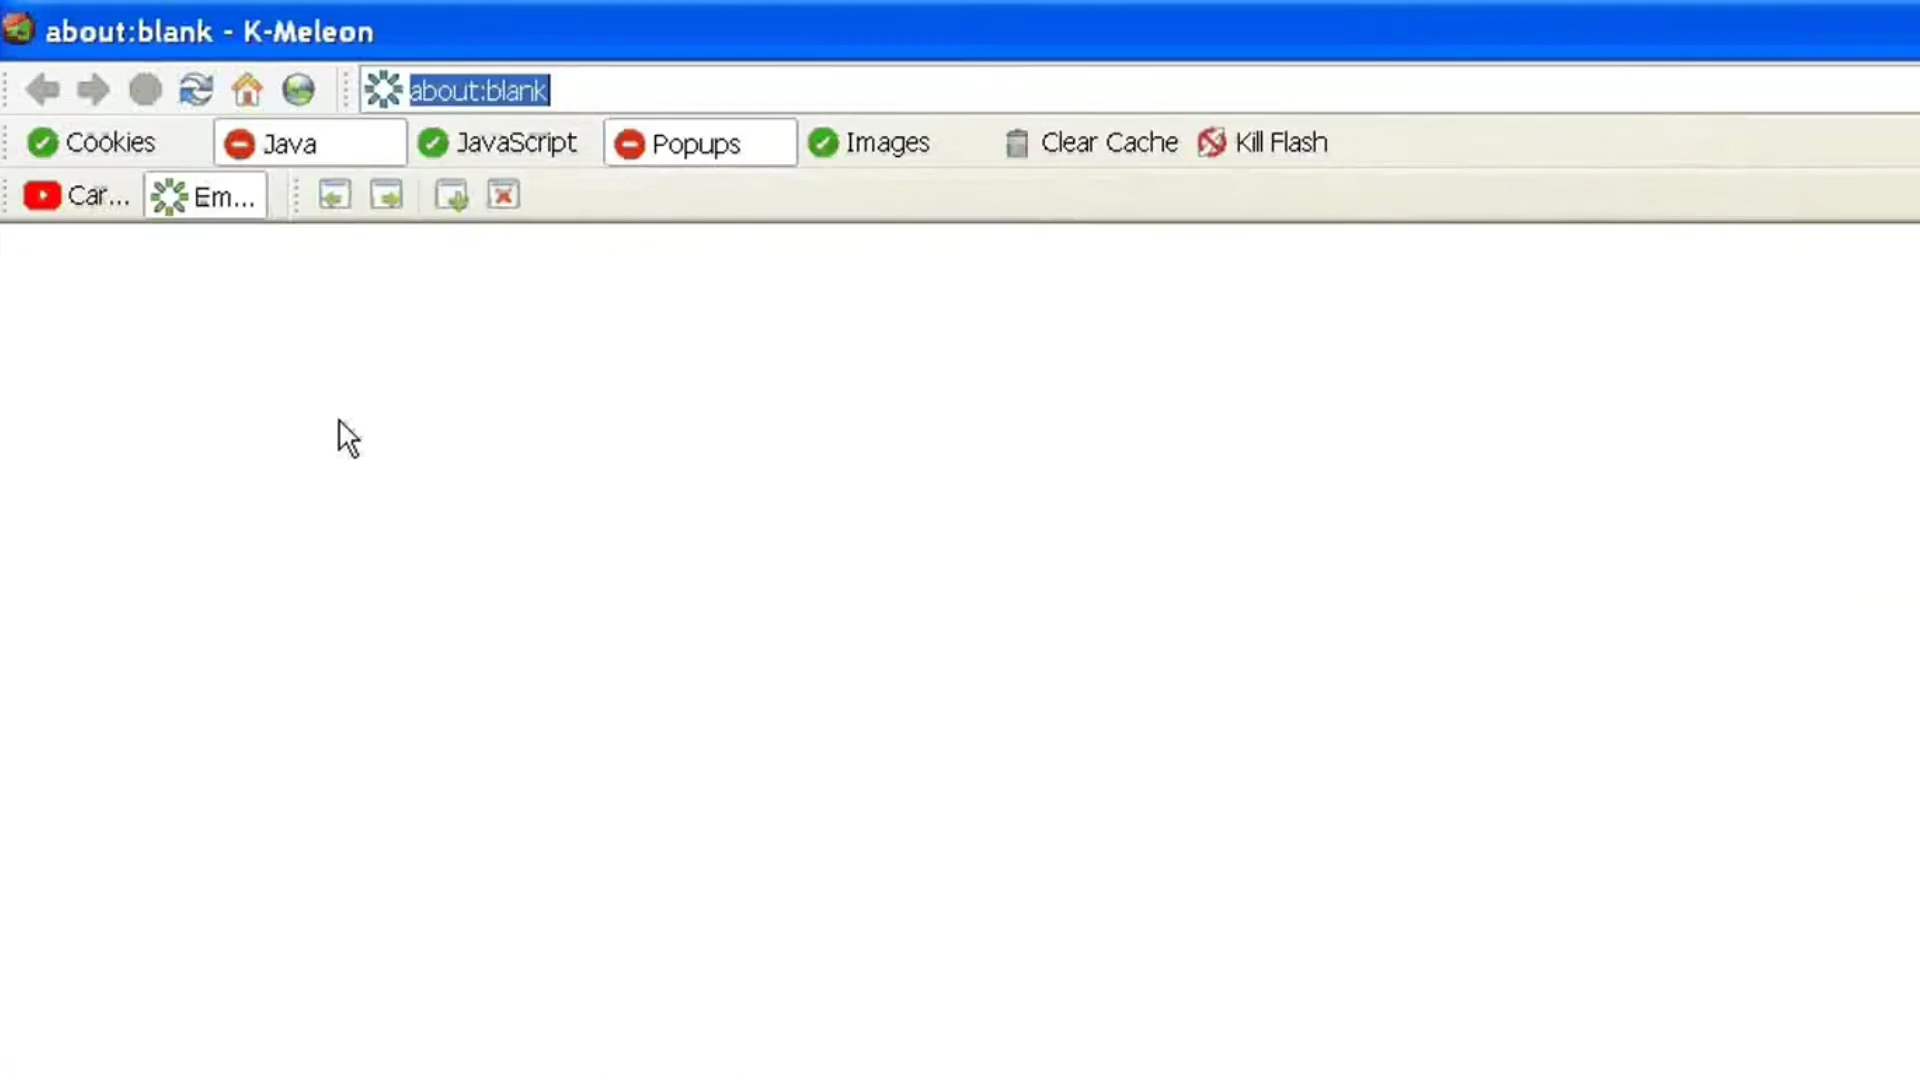 about:blank - K-Meleon
about:blank
Cookies Java JavaScript Popups Images Clear Cache Kill Flash
Car... Em...